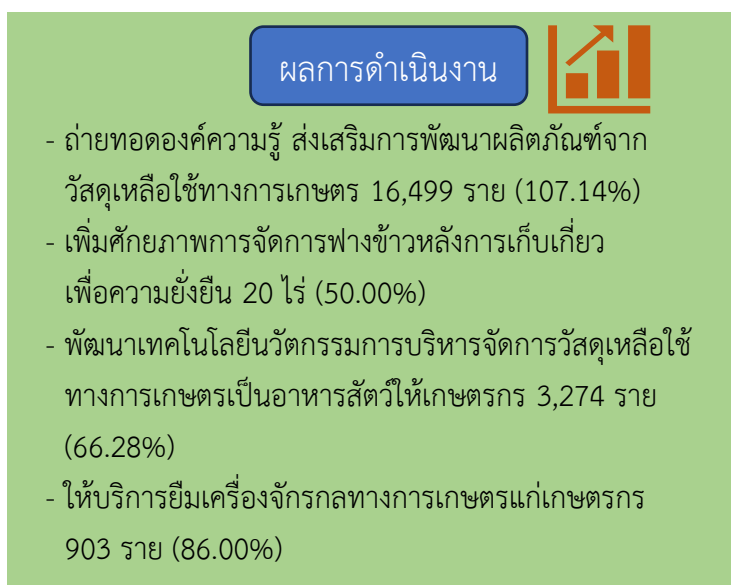 ผลการดำเนินงาน
- ถ่ายทอดองค์ความรู้ ส่งเสริมการพัฒนาผลิตภัณฑ์จาก
วัสดุเหลือใช้ทางการเกษตร 16,499 ราย (107.14%)
- เพิ่มศักยภาพการจัดการฟางข้าวหลังการเก็บเกี่ยว
เพื่อความยั่งยืน 20 ไร่ (50.00%)
- พัฒนาเทคโนโลยีนวัตกรรมการบริหารจัดการวัสดุเหลือใช้
ทางการเกษตรเป็นอาหารสัตว์ให้เกษตรกร 3,274 ราย
(66.28%)
- ให้บริการยืมเครื่องจักรกลทางการเกษตรแก่เกษตรกร
903 ราย (86.00%)